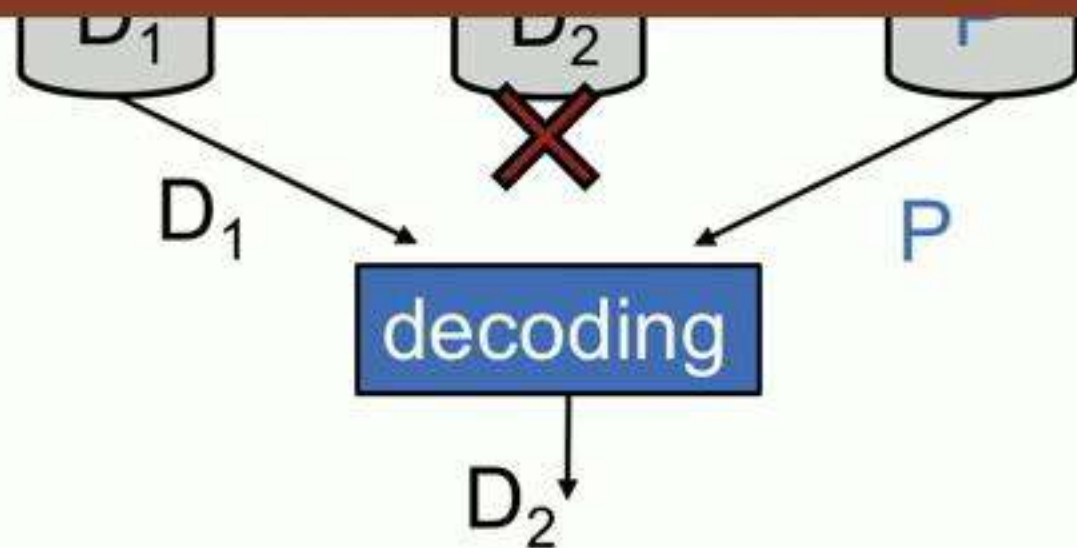 D₁ D₂ P
D₁ P
decoding
D₂